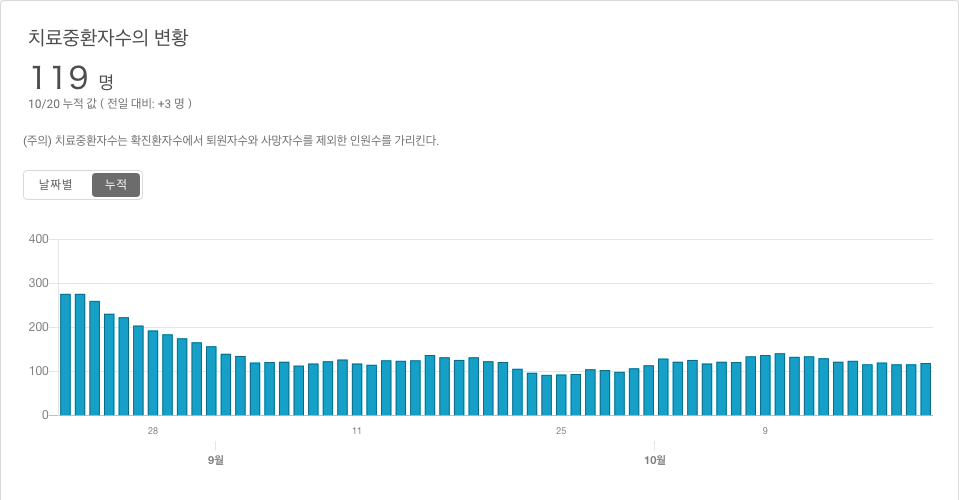 치료중환자수의 변황
119 명
10/20 누적 값 ( 전일 대비: +3 명 )
(주의) 치료중환자수는 확진환자수에서 퇴원자수와 사망자수를 제외한 인원수를 가리킨다.
날짜별 누적
400
300
200
100
0
28 11 25 9
9월 10월